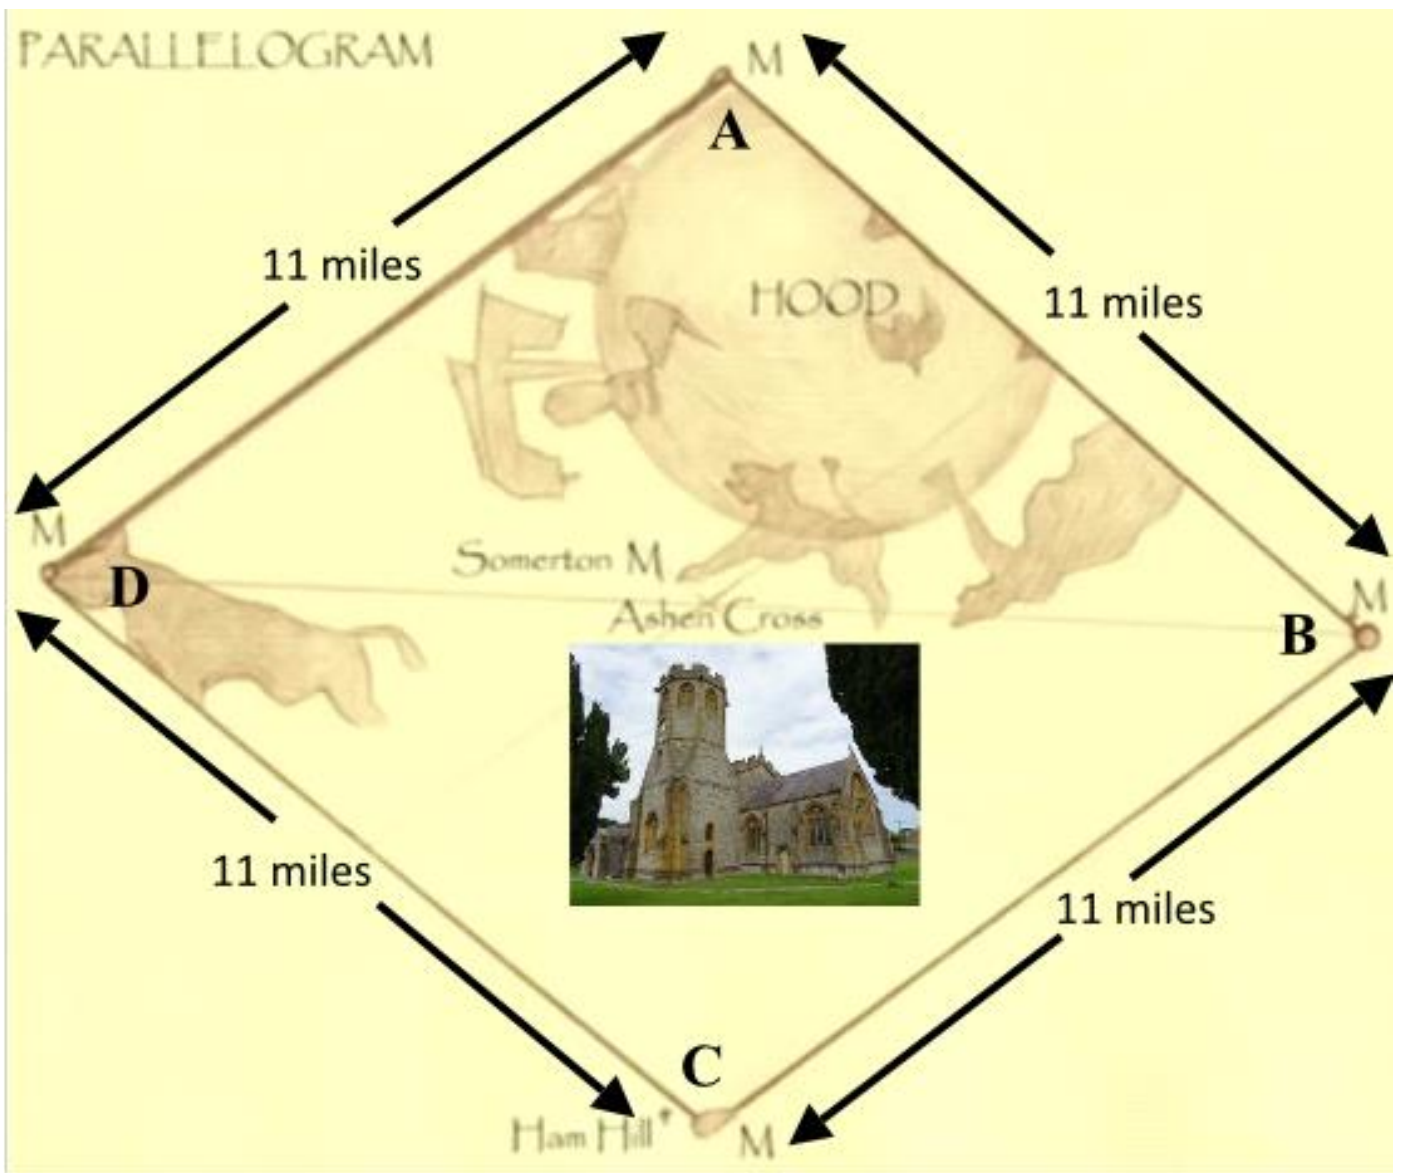 PARALLELOGRAM
M
A
11 miles
HOOD
11 miles
M
Somerton M
D
Ashen Cross
M
B
11 miles
11 miles
C
Ham Hill
M